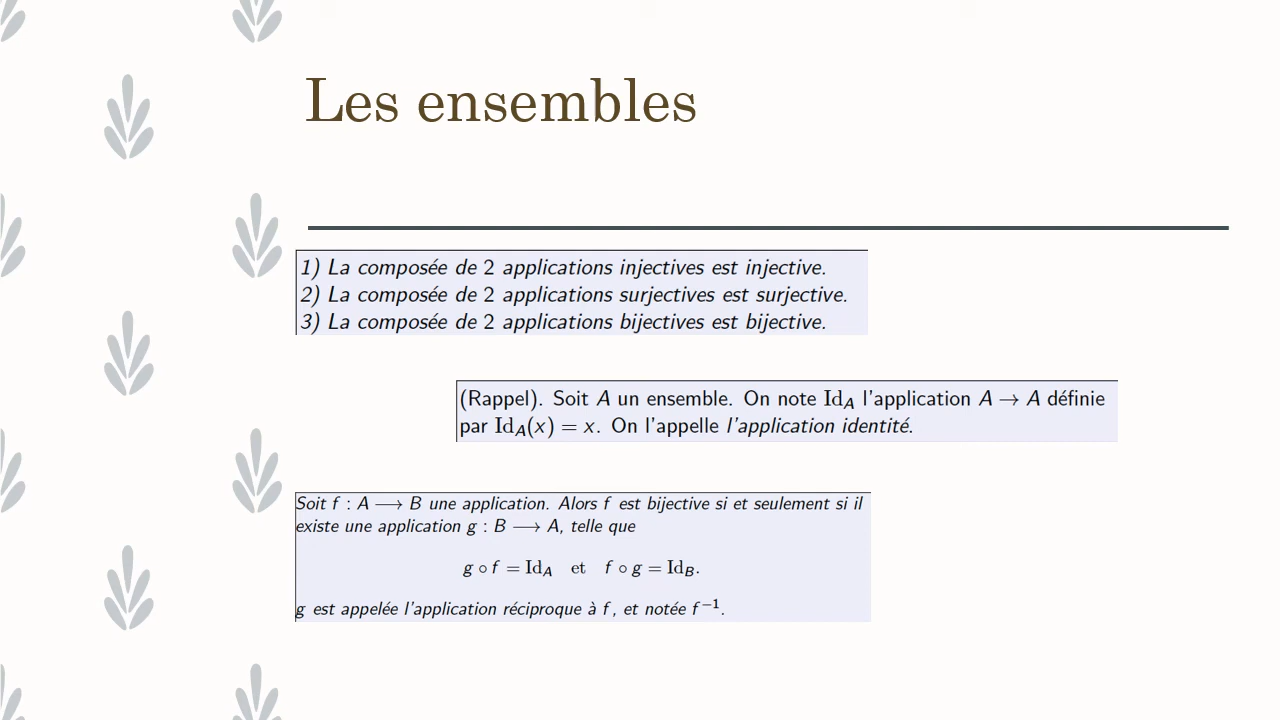 Les ensembles
1) La composée de 2 applications injectives est injective.
2) La composée de 2 applications surjectives est surjective.
3) La composée de 2 applications bijectives est bijective.
(Rappel). Soit A un ensemble. On note Id_A l'application A → A définie
par Id_A(x) = x. On l'appelle l'application identité.
Soit f : A ⟶ B une application. Alors f est bijective si et seulement si il
existe une application g : B ⟶ A, telle que
g ∘ f = Id_A et f ∘ g = Id_B.
g est appelée l'application réciproque à f, et notée f⁻¹.